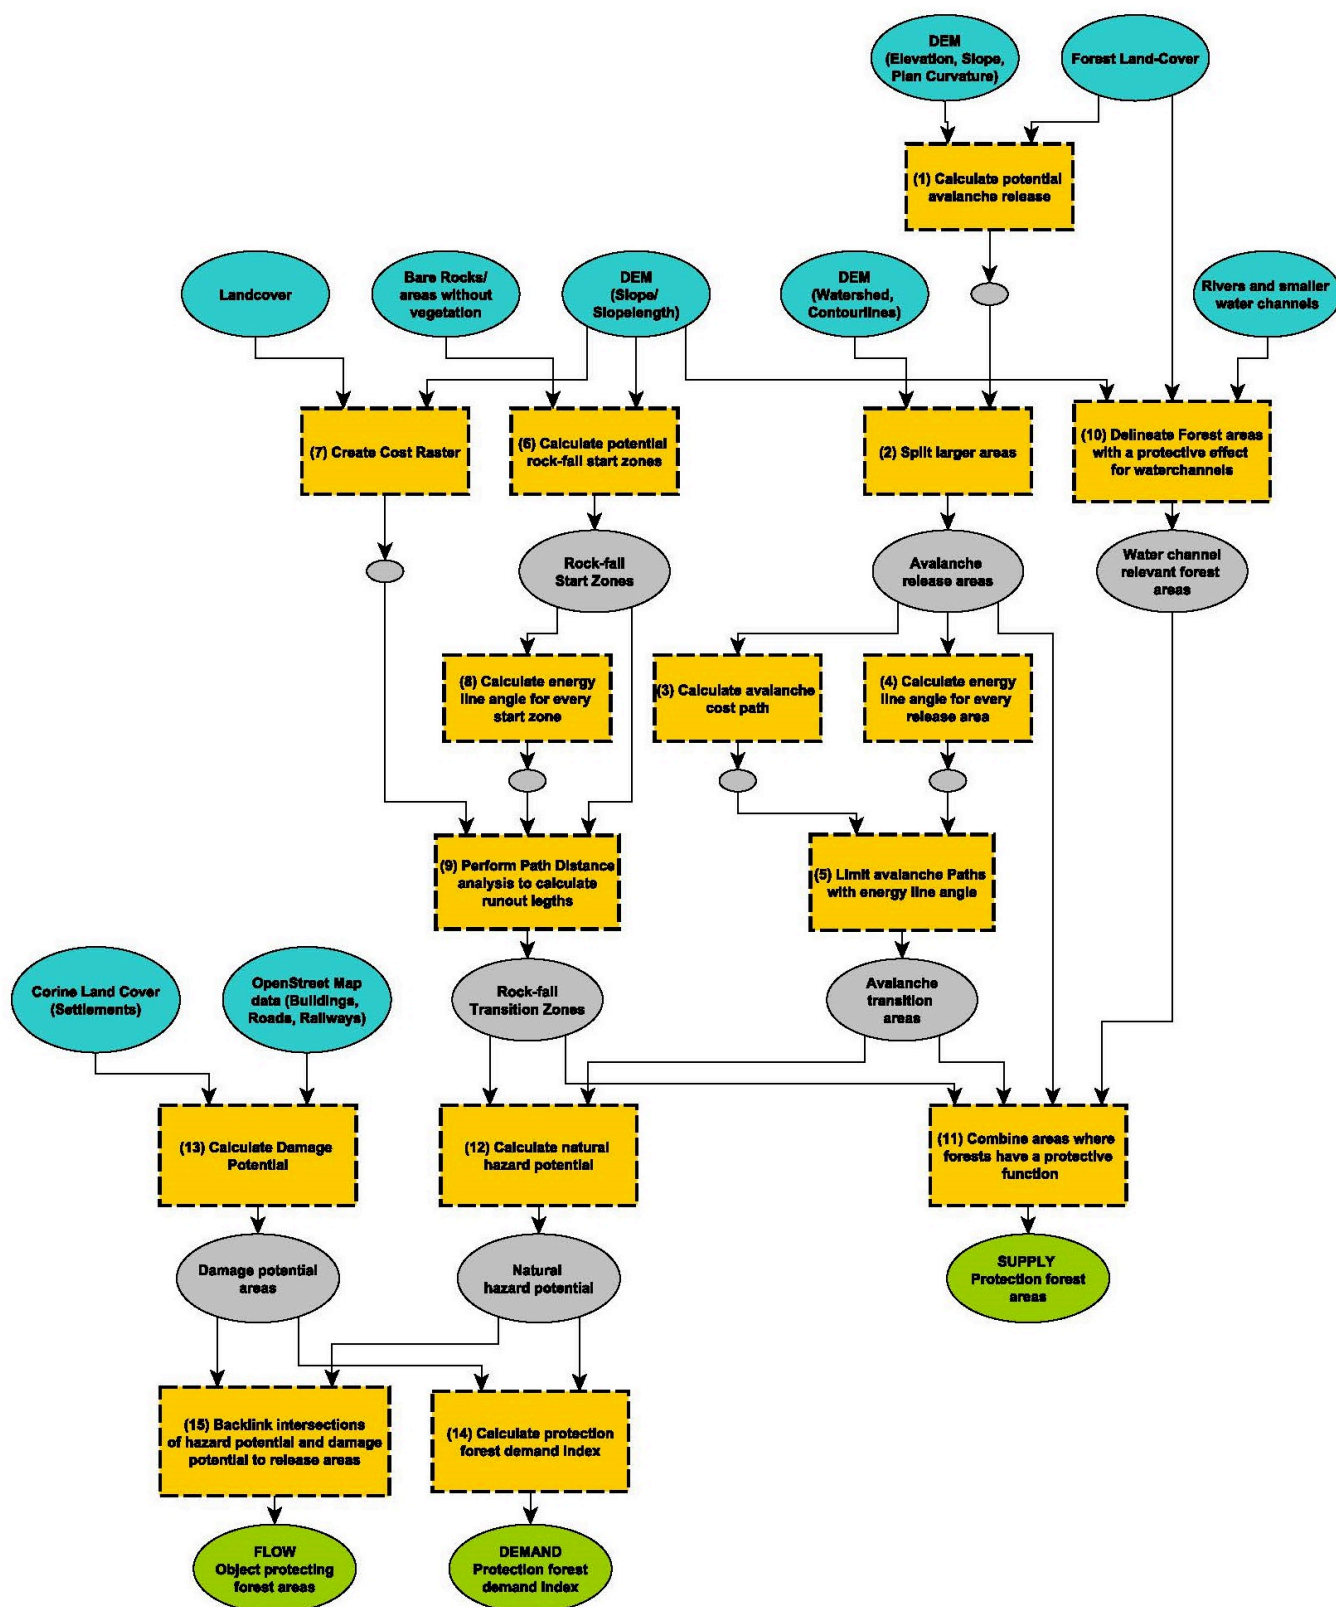 DEM
(Elevation, Slope,
Plan Curvature)
Forest Land-Cover
(1) Calculate potential
avalanche release
Landcover
Bare Rocks/
areas without
vegetation
DEM
(Slope/
Slopelength)
DEM
(Watershed,
Contourlines)
Rivers and smaller
water channels
(7) Create Cost Raster
(6) Calculate potential
rock-fall start zones
(2) Split larger areas
(10) Delineate Forest areas
with a protective effect
for waterchannels
Rock-fall
Start Zones
Avalanche
release areas
Water channel
relevant forest
areas
(8) Calculate energy
line angle for every
start zone
(3) Calculate avalanche
cost path
(4) Calculate energy
line angle for every
release area
(9) Perform Path Distance
analysis to calculate
runout legths
(5) Limit avalanche Paths
with energy line angle
Corine Land Cover
(Settlements)
OpenStreet Map
data (Buildings,
Roads, Railways)
Rock-fall
Transition Zones
Avalanche
transition
areas
(13) Calculate Damage
Potential
(12) Calculate natural
hazard potential
(11) Combine areas where
forests have a protective
function
Damage potential
areas
Natural
hazard potential
SUPPLY
Protection forest
areas
(15) Backlink intersections
of hazard potential and damage
potential to release areas
(14) Calculate protection
forest demand index
FLOW
Object protecting
forest areas
DEMAND
Protection forest
demand index